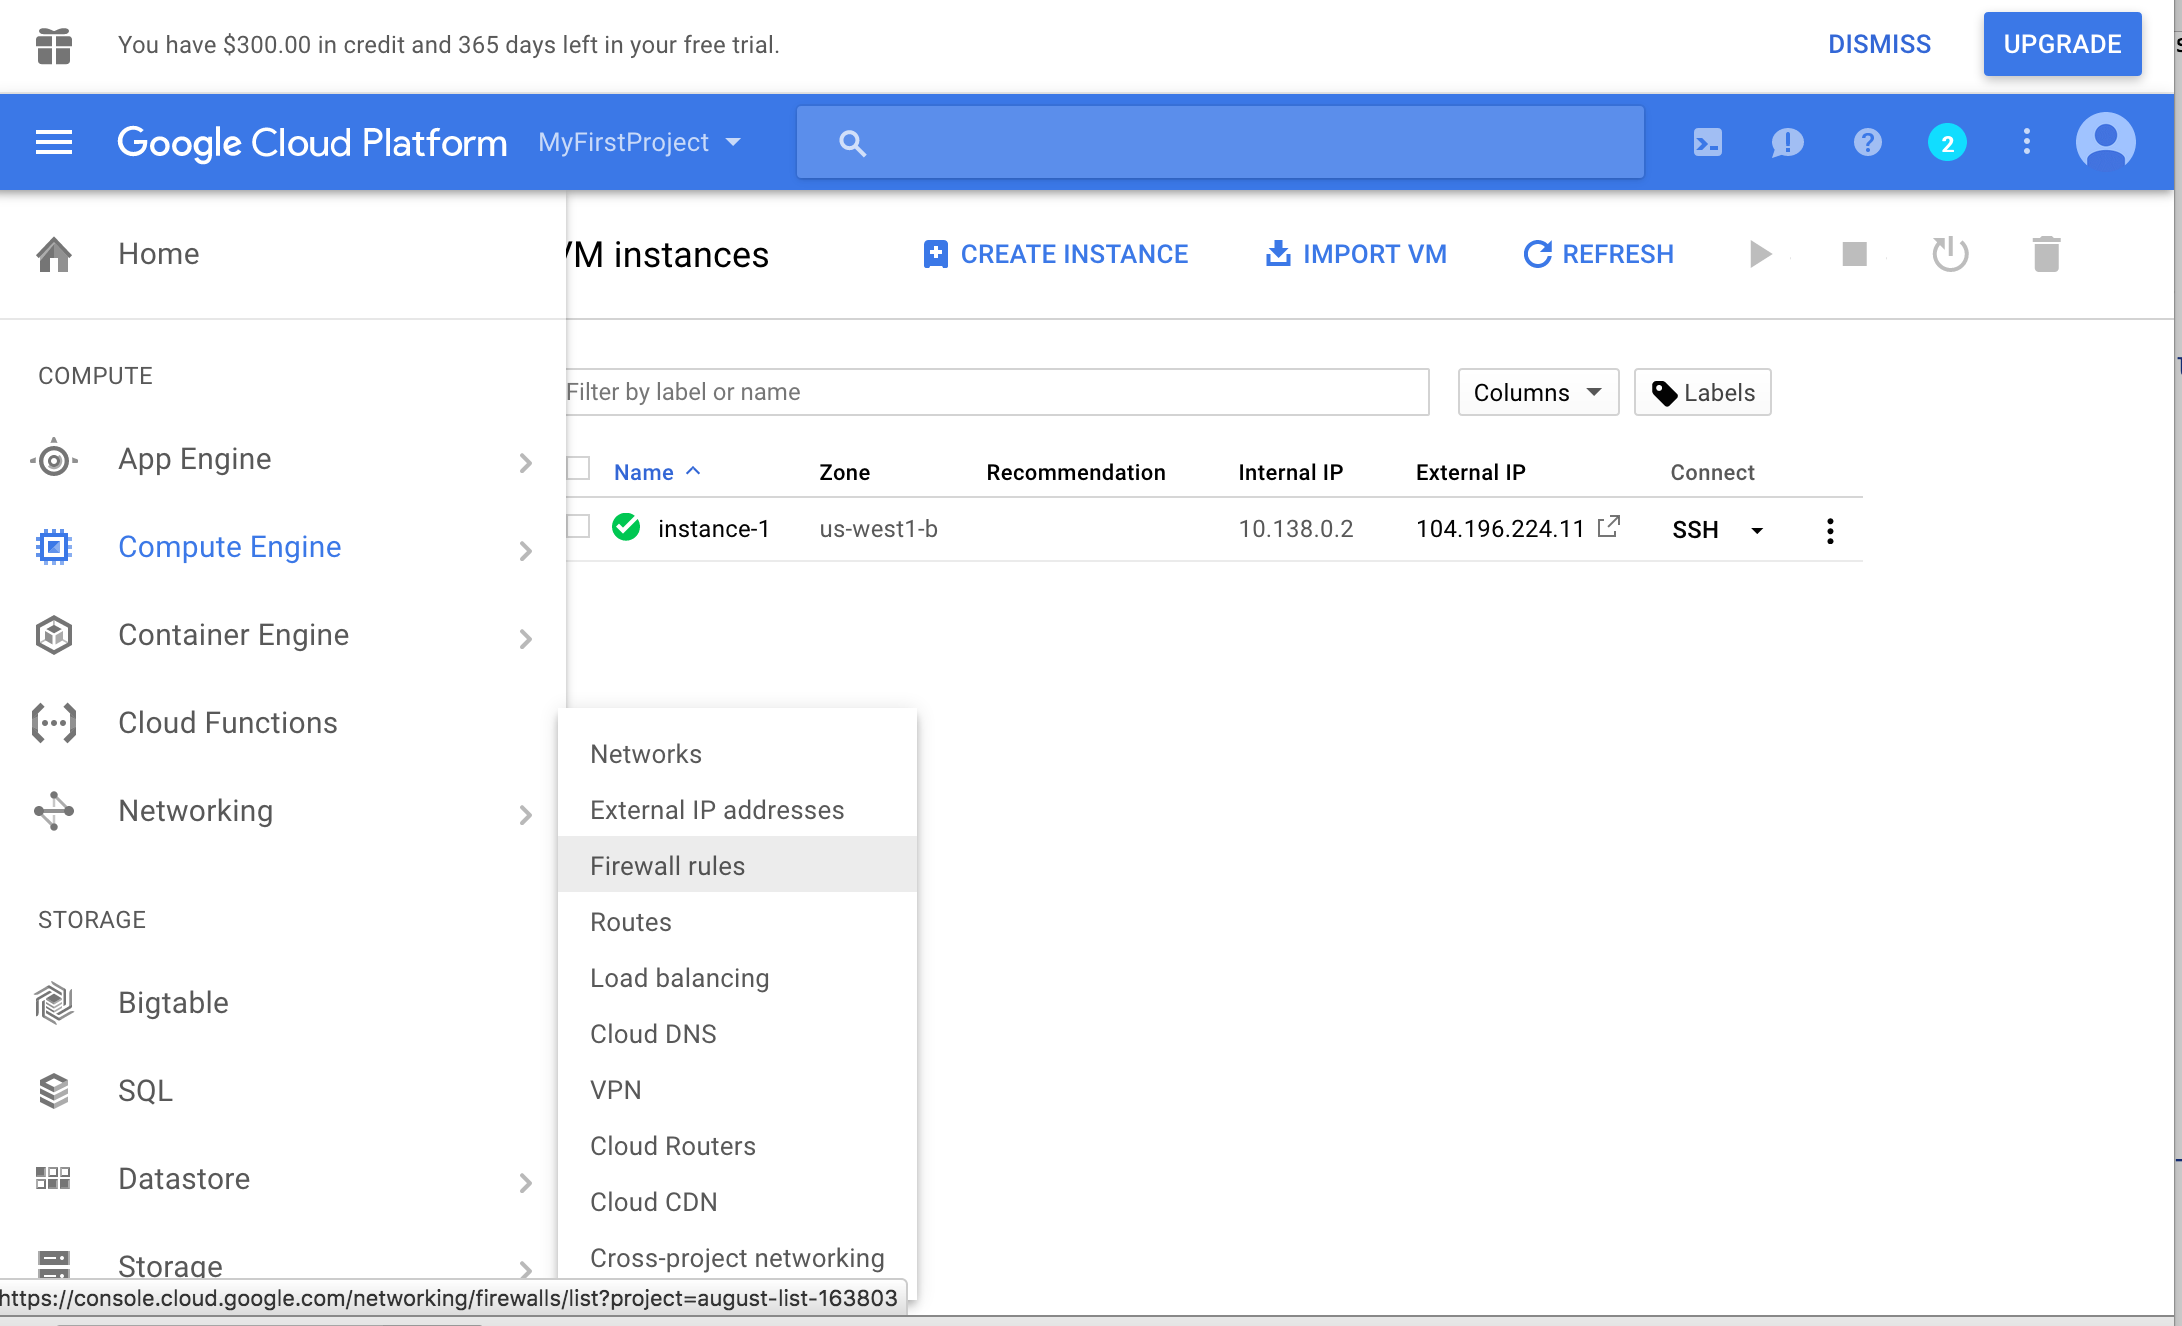 You have $300.00 in credit and 365 days left in your free trial.
DISMISS
UPGRADE
Google Cloud Platform
MyFirstProject
2
Home
VM instances
CREATE INSTANCE
IMPORT VM
REFRESH
COMPUTE
App Engine
Compute Engine
Container Engine
Cloud Functions
Networking
STORAGE
Bigtable
SQL
Datastore
Storage
Filter by label or name
Columns
Labels
Name Zone Recommendation Internal IP External IP Connect
instance-1 us-west1-b 10.138.0.2 104.196.224.11 SSH
Networks
External IP addresses
Firewall rules
Routes
Load balancing
Cloud DNS
VPN
Cloud Routers
Cloud CDN
Cross-project networking
https://console.cloud.google.com/networking/firewalls/list?project=august-list-163803